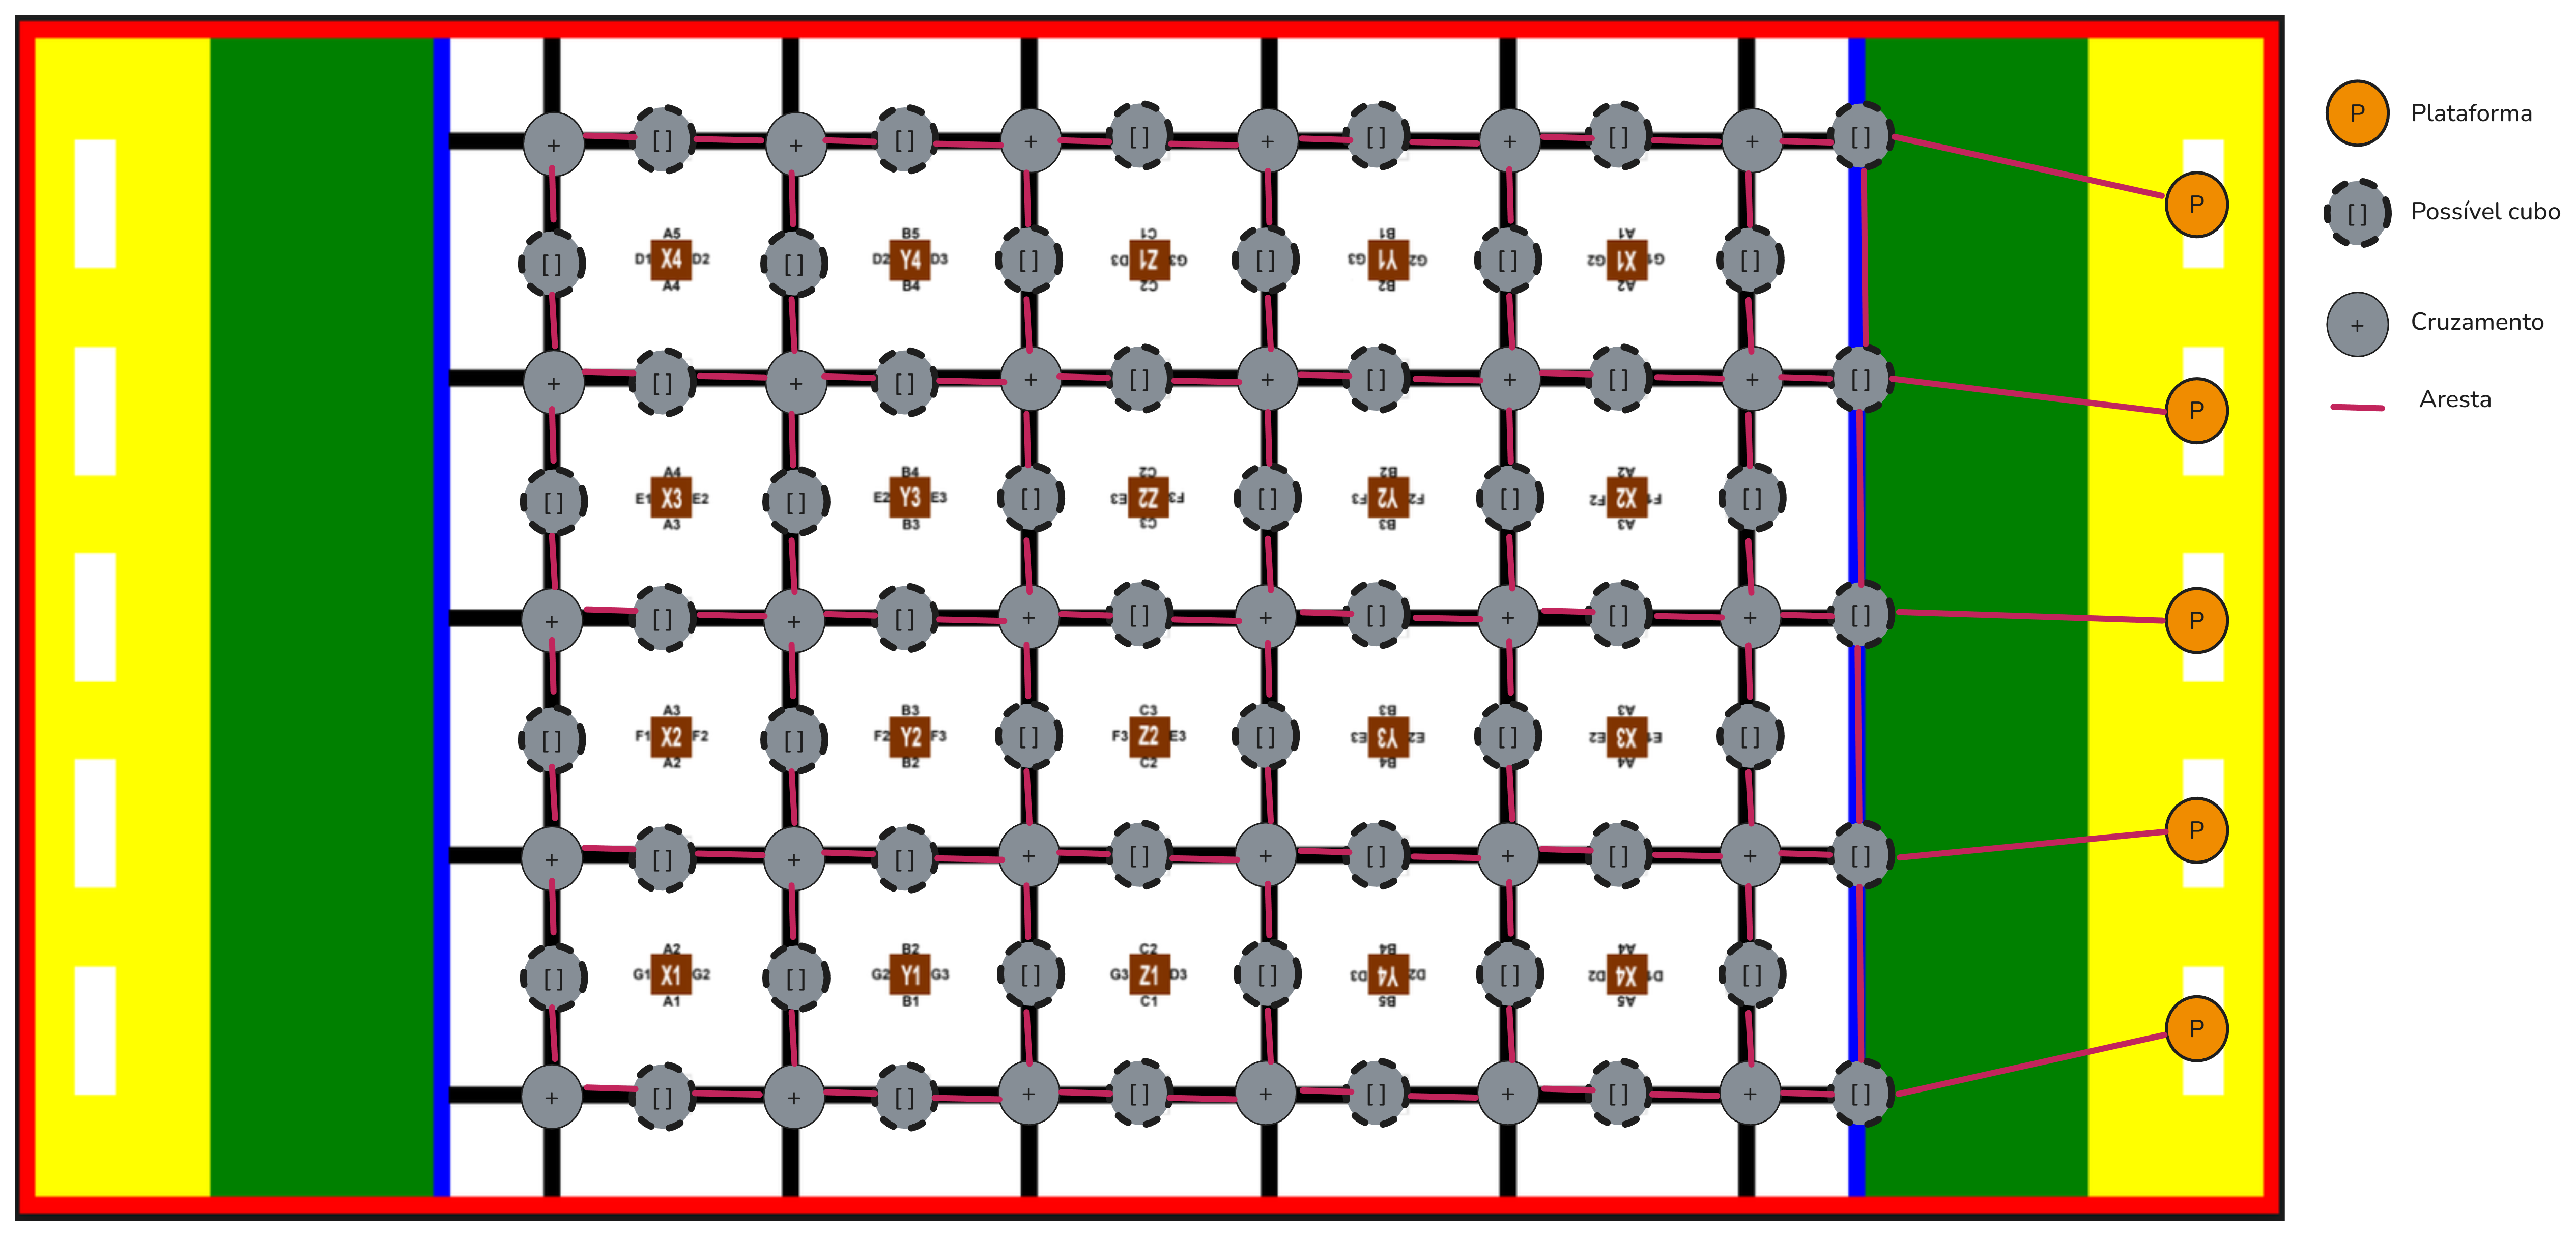 P Plataforma
[ ] Possível cubo
+ Cruzamento
Aresta
+ [ ] + [ ] + [ ] + [ ] + [ ] + [ ]
P
A5 B5 C1 B1 A1
[ ] D1 X4 D2 [ ] D2 Y4 D3 [ ] D3 Z1 G3 [ ] G3 Y1 G2 [ ] G2 X1 G1 [ ]
A4 B4 C2 B2 A2
+ [ ] + [ ] + [ ] + [ ] + [ ] + [ ]
P
A4 B4 C2 B2 A2
[ ] E1 X3 E2 [ ] E2 Y3 E3 [ ] E3 Z2 F3 [ ] F3 Y2 F2 [ ] F2 X2 F1 [ ]
A3 B3 C3 B3 A3
+ [ ] + [ ] + [ ] + [ ] + [ ] + [ ] P
A3 B3 C3 B3 A3
[ ] F1 X2 F2 [ ] F2 Y2 F3 [ ] F3 Z2 E3 [ ] E3 Y3 E2 [ ] E2 X3 E1 [ ]
A2 B2 C2 B4 A4
P
+ [ ] + [ ] + [ ] + [ ] + [ ] + [ ]
A2 B2 C2 B4 A4
[ ] G1 X1 G2 [ ] G2 Y1 G3 [ ] G3 Z1 D3 [ ] D3 Y4 D2 [ ] D2 X4 D1 [ ]
A1 B1 C1 B5 A5
P
+ [ ] + [ ] + [ ] + [ ] + [ ] + [ ]